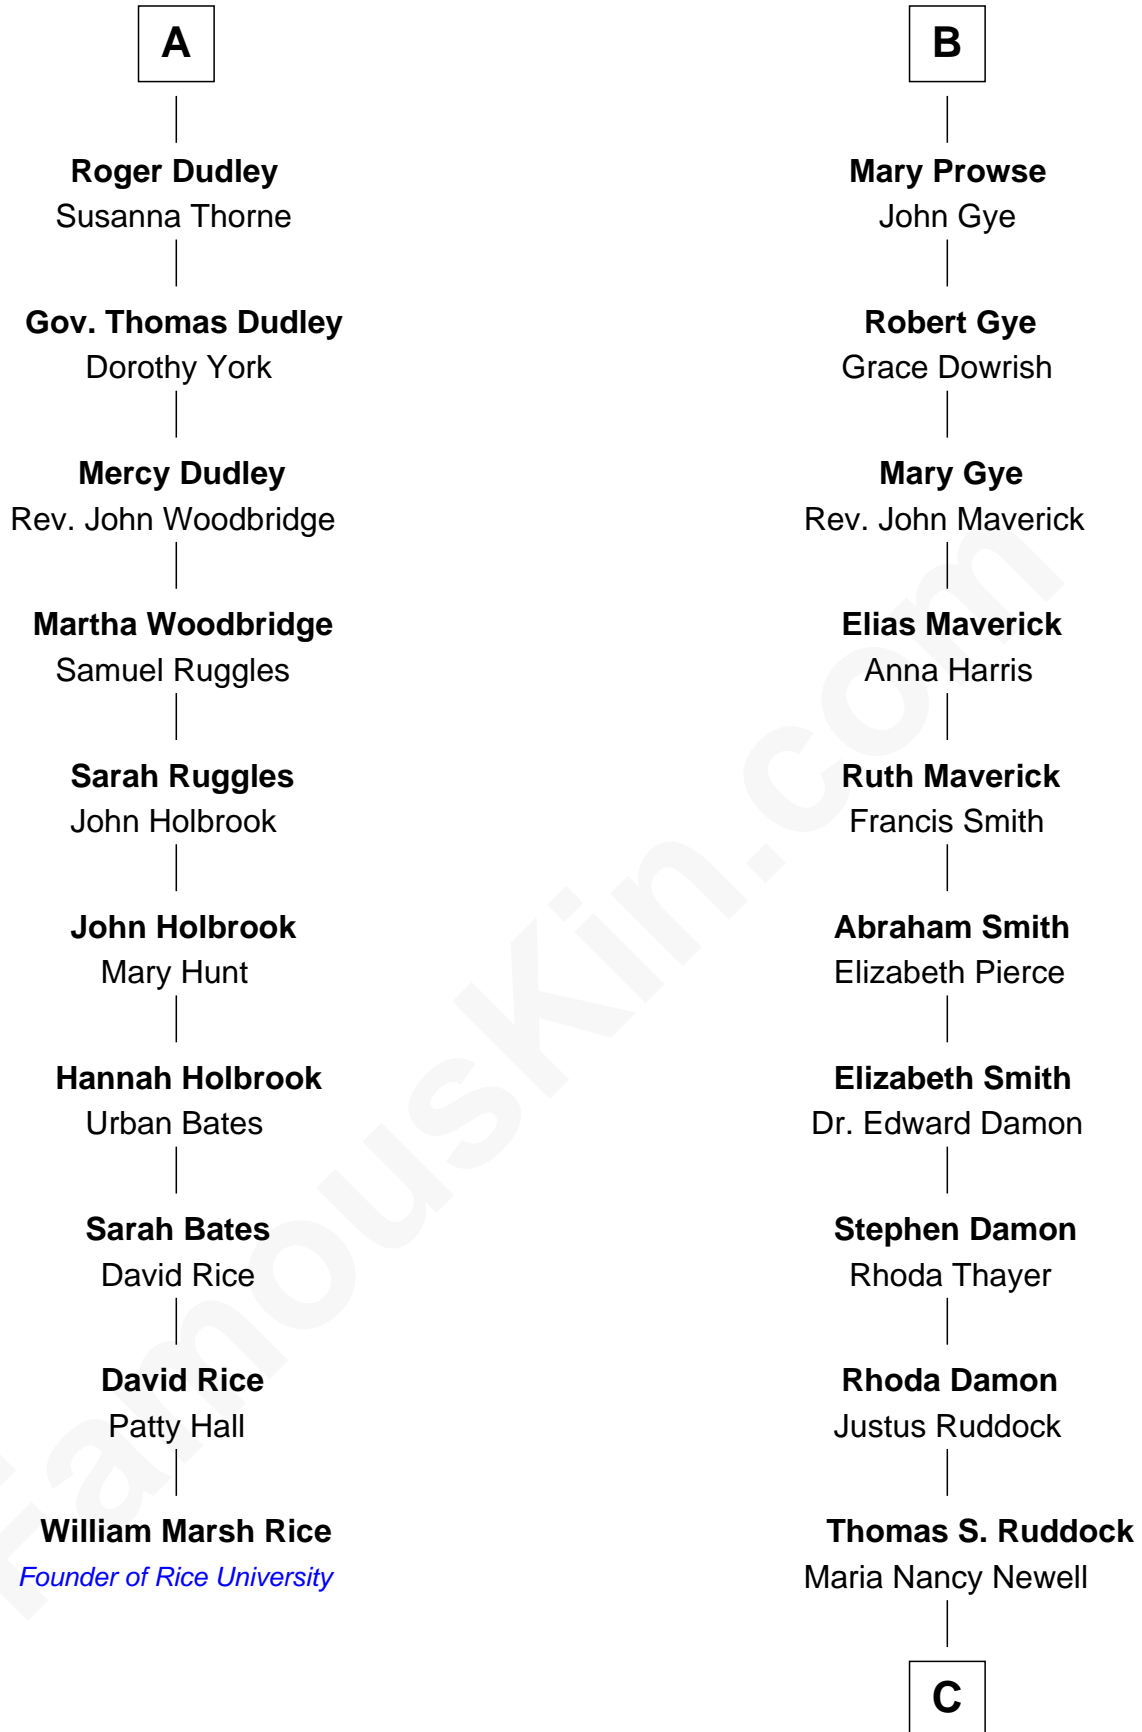 A
Roger Dudley
Susanna Thorne
Gov. Thomas Dudley
Dorothy York
Mercy Dudley
Rev. John Woodbridge
Martha Woodbridge
Samuel Ruggles
Sarah Ruggles
John Holbrook
John Holbrook
Mary Hunt
Hannah Holbrook
Urban Bates
Sarah Bates
David Rice
David Rice
Patty Hall
William Marsh Rice
Founder of Rice University
B
Mary Prowse
John Gye
Robert Gye
Grace Dowrish
Mary Gye
Rev. John Maverick
Elias Maverick
Anna Harris
Ruth Maverick
Francis Smith
Abraham Smith
Elizabeth Pierce
Elizabeth Smith
Dr. Edward Damon
Stephen Damon
Rhoda Thayer
Rhoda Damon
Justus Ruddock
Thomas S. Ruddock
Maria Nancy Newell
C
FamousKin.com